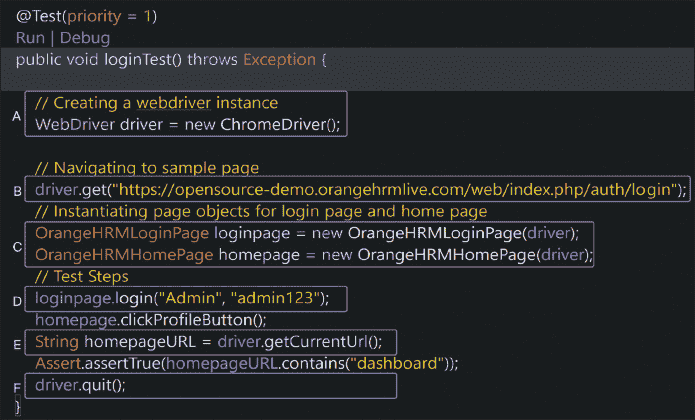 @Test(priority = 1)
Run | Debug
public void loginTest() throws Exception {
// Creating a webdriver instance
A
WebDriver driver = new ChromeDriver();
// Navigating to sample page
B driver.get("https://opensource-demo.orangehrmlive.com/web/index.php/auth/login");
// Instantiating page objects for login page and home page
OrangeHRMLoginPage loginpage = new OrangeHRMLoginPage(driver);
C
OrangeHRMHomePage homepage = new OrangeHRMHomePage(driver);
// Test Steps
D loginpage.login("Admin", "admin123");
homepage.clickProfileButton();
E String homepageURL = driver.getCurrentUrl();
Assert.assertTrue(homepageURL.contains("dashboard"));
F driver.quit();
}